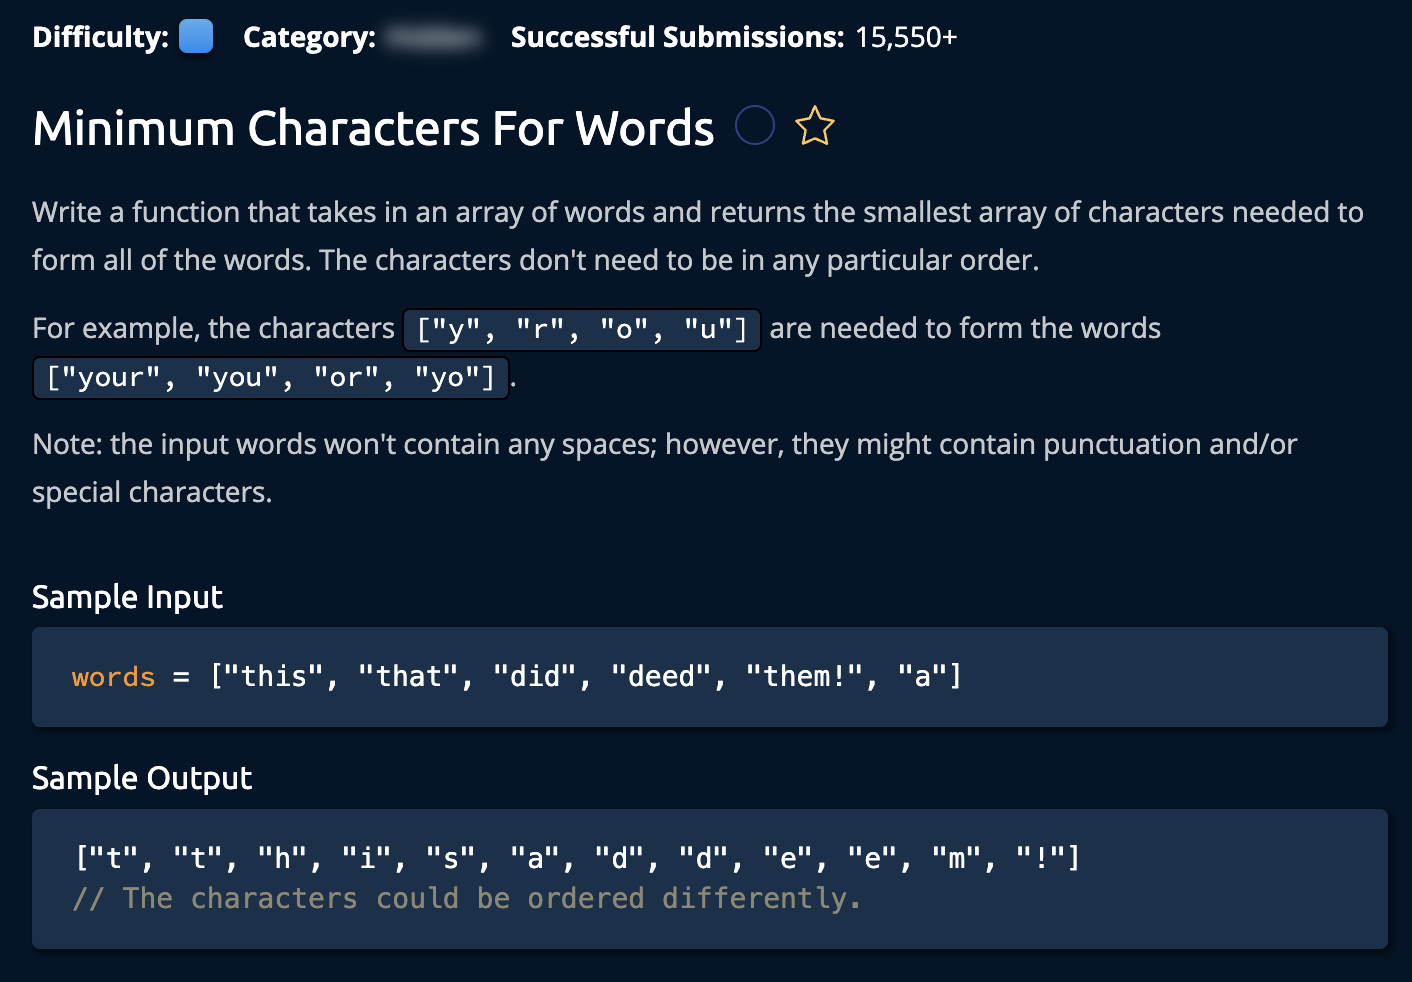 Difficulty: Category: Successful Submissions: 15,550+
Minimum Characters For Words
Write a function that takes in an array of words and returns the smallest array of characters needed to
form all of the words. The characters don't need to be in any particular order.
For example, the characters ["y", "r", "o", "u"] are needed to form the words
["your", "you", "or", "yo"].
Note: the input words won't contain any spaces; however, they might contain punctuation and/or
special characters.
Sample Input
words = ["this", "that", "did", "deed", "them!", "a"]
Sample Output
["t", "t", "h", "i", "s", "a", "d", "d", "e", "e", "m", "!"]
// The characters could be ordered differently.